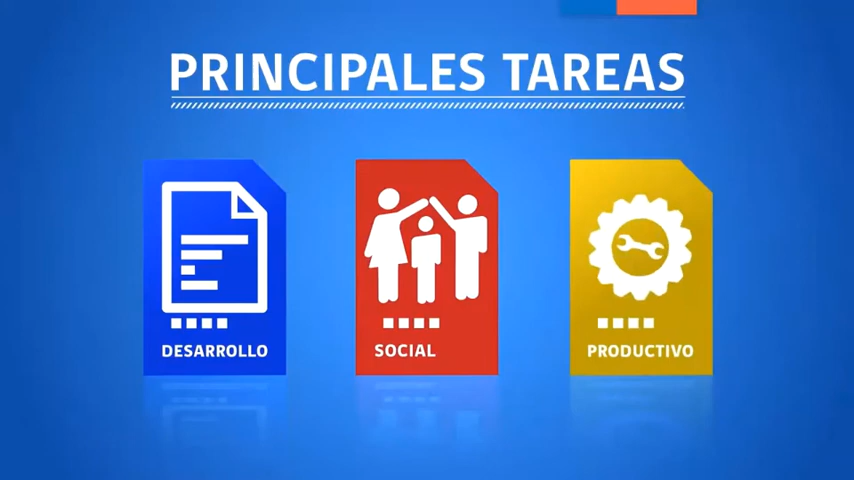 PRINCIPALES TAREAS
DESARROLLO
SOCIAL
PRODUCTIVO